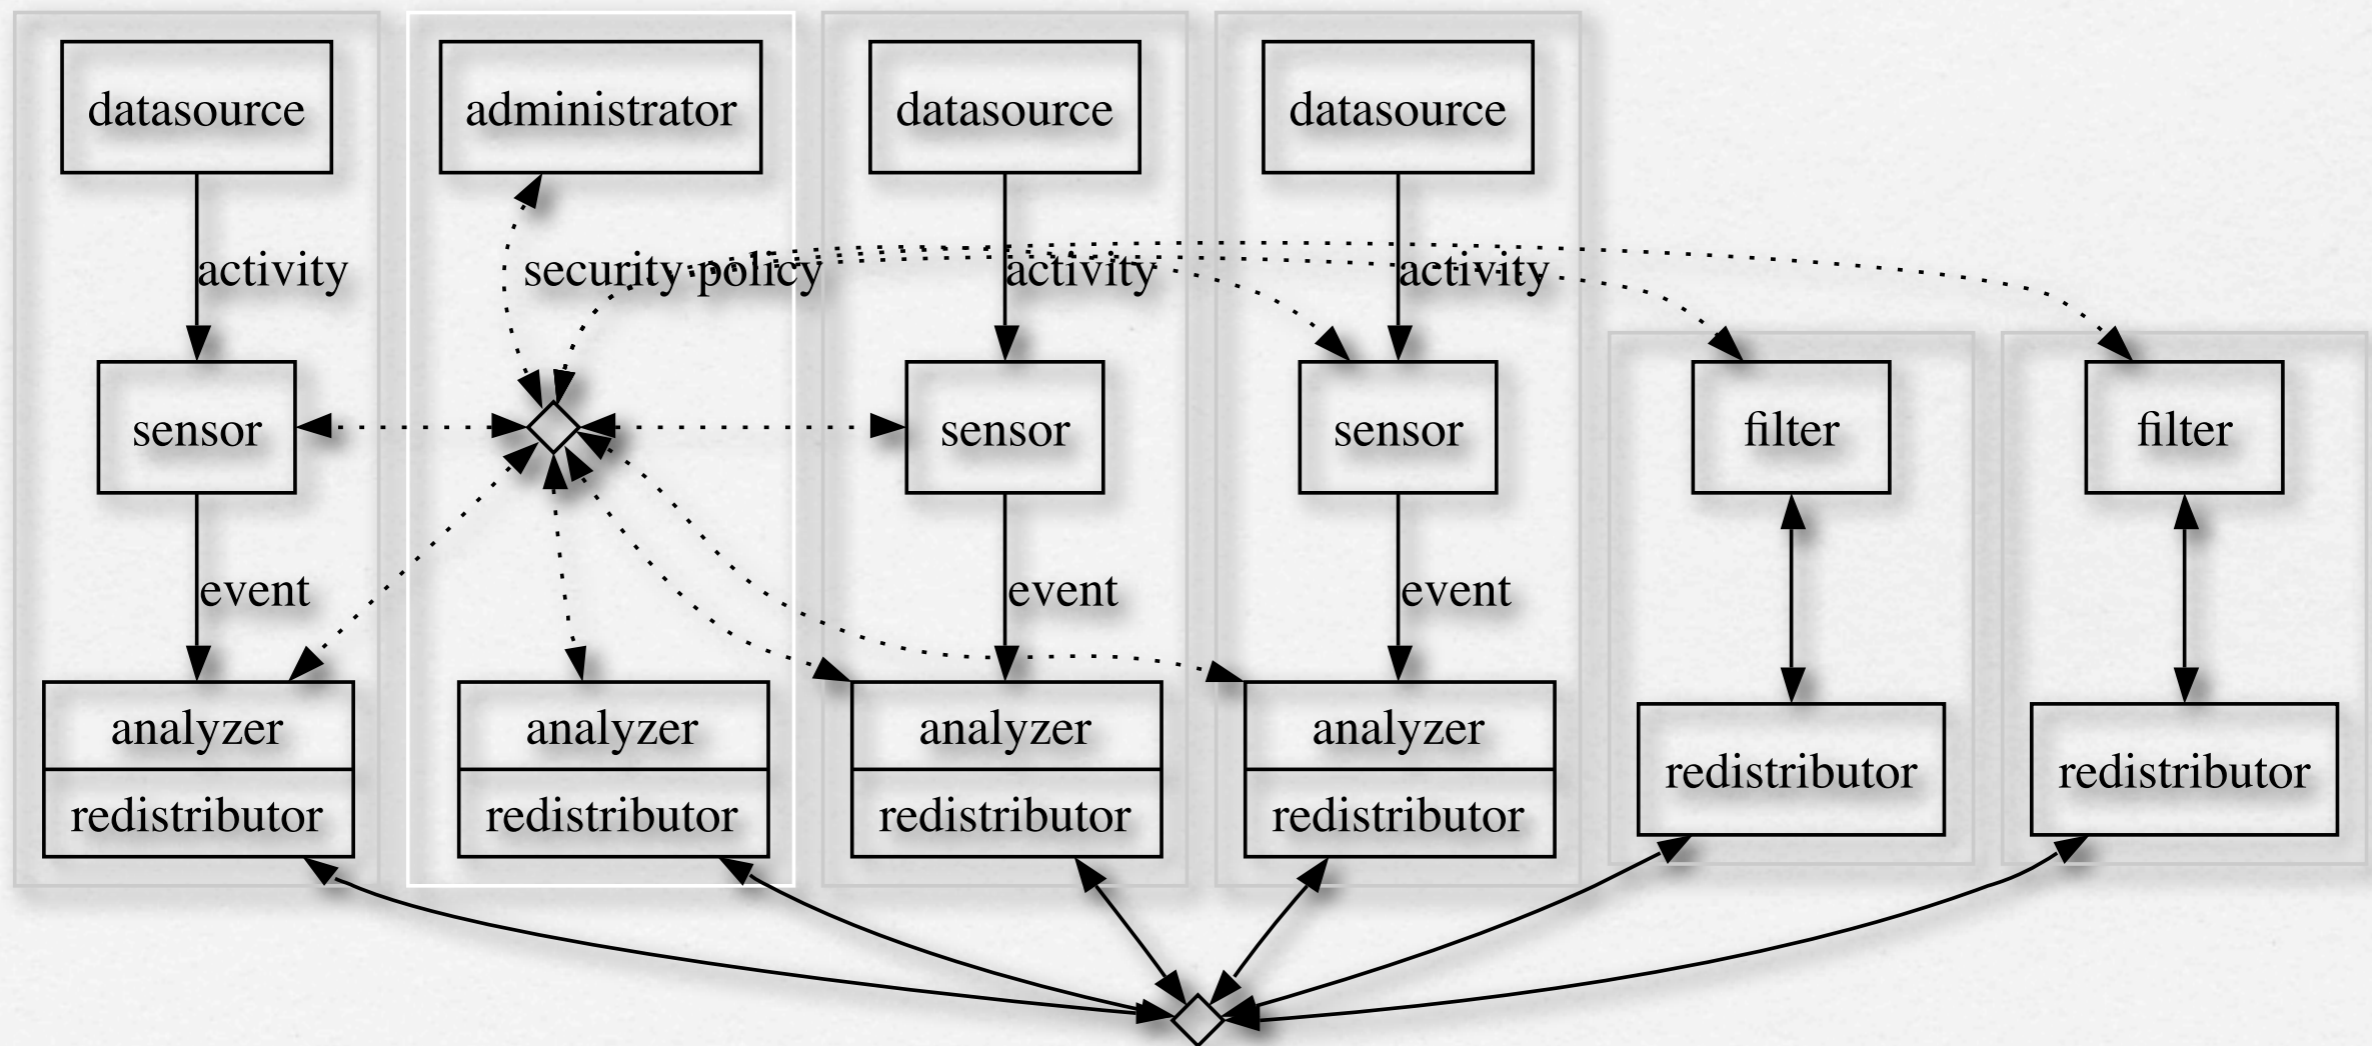 datasource
administrator
datasource
datasource
activity
security policy
activity
activity
sensor
sensor
sensor
filter
filter
event
event
event
analyzer
analyzer
analyzer
analyzer
redistributor
redistributor
redistributor
redistributor
redistributor
redistributor